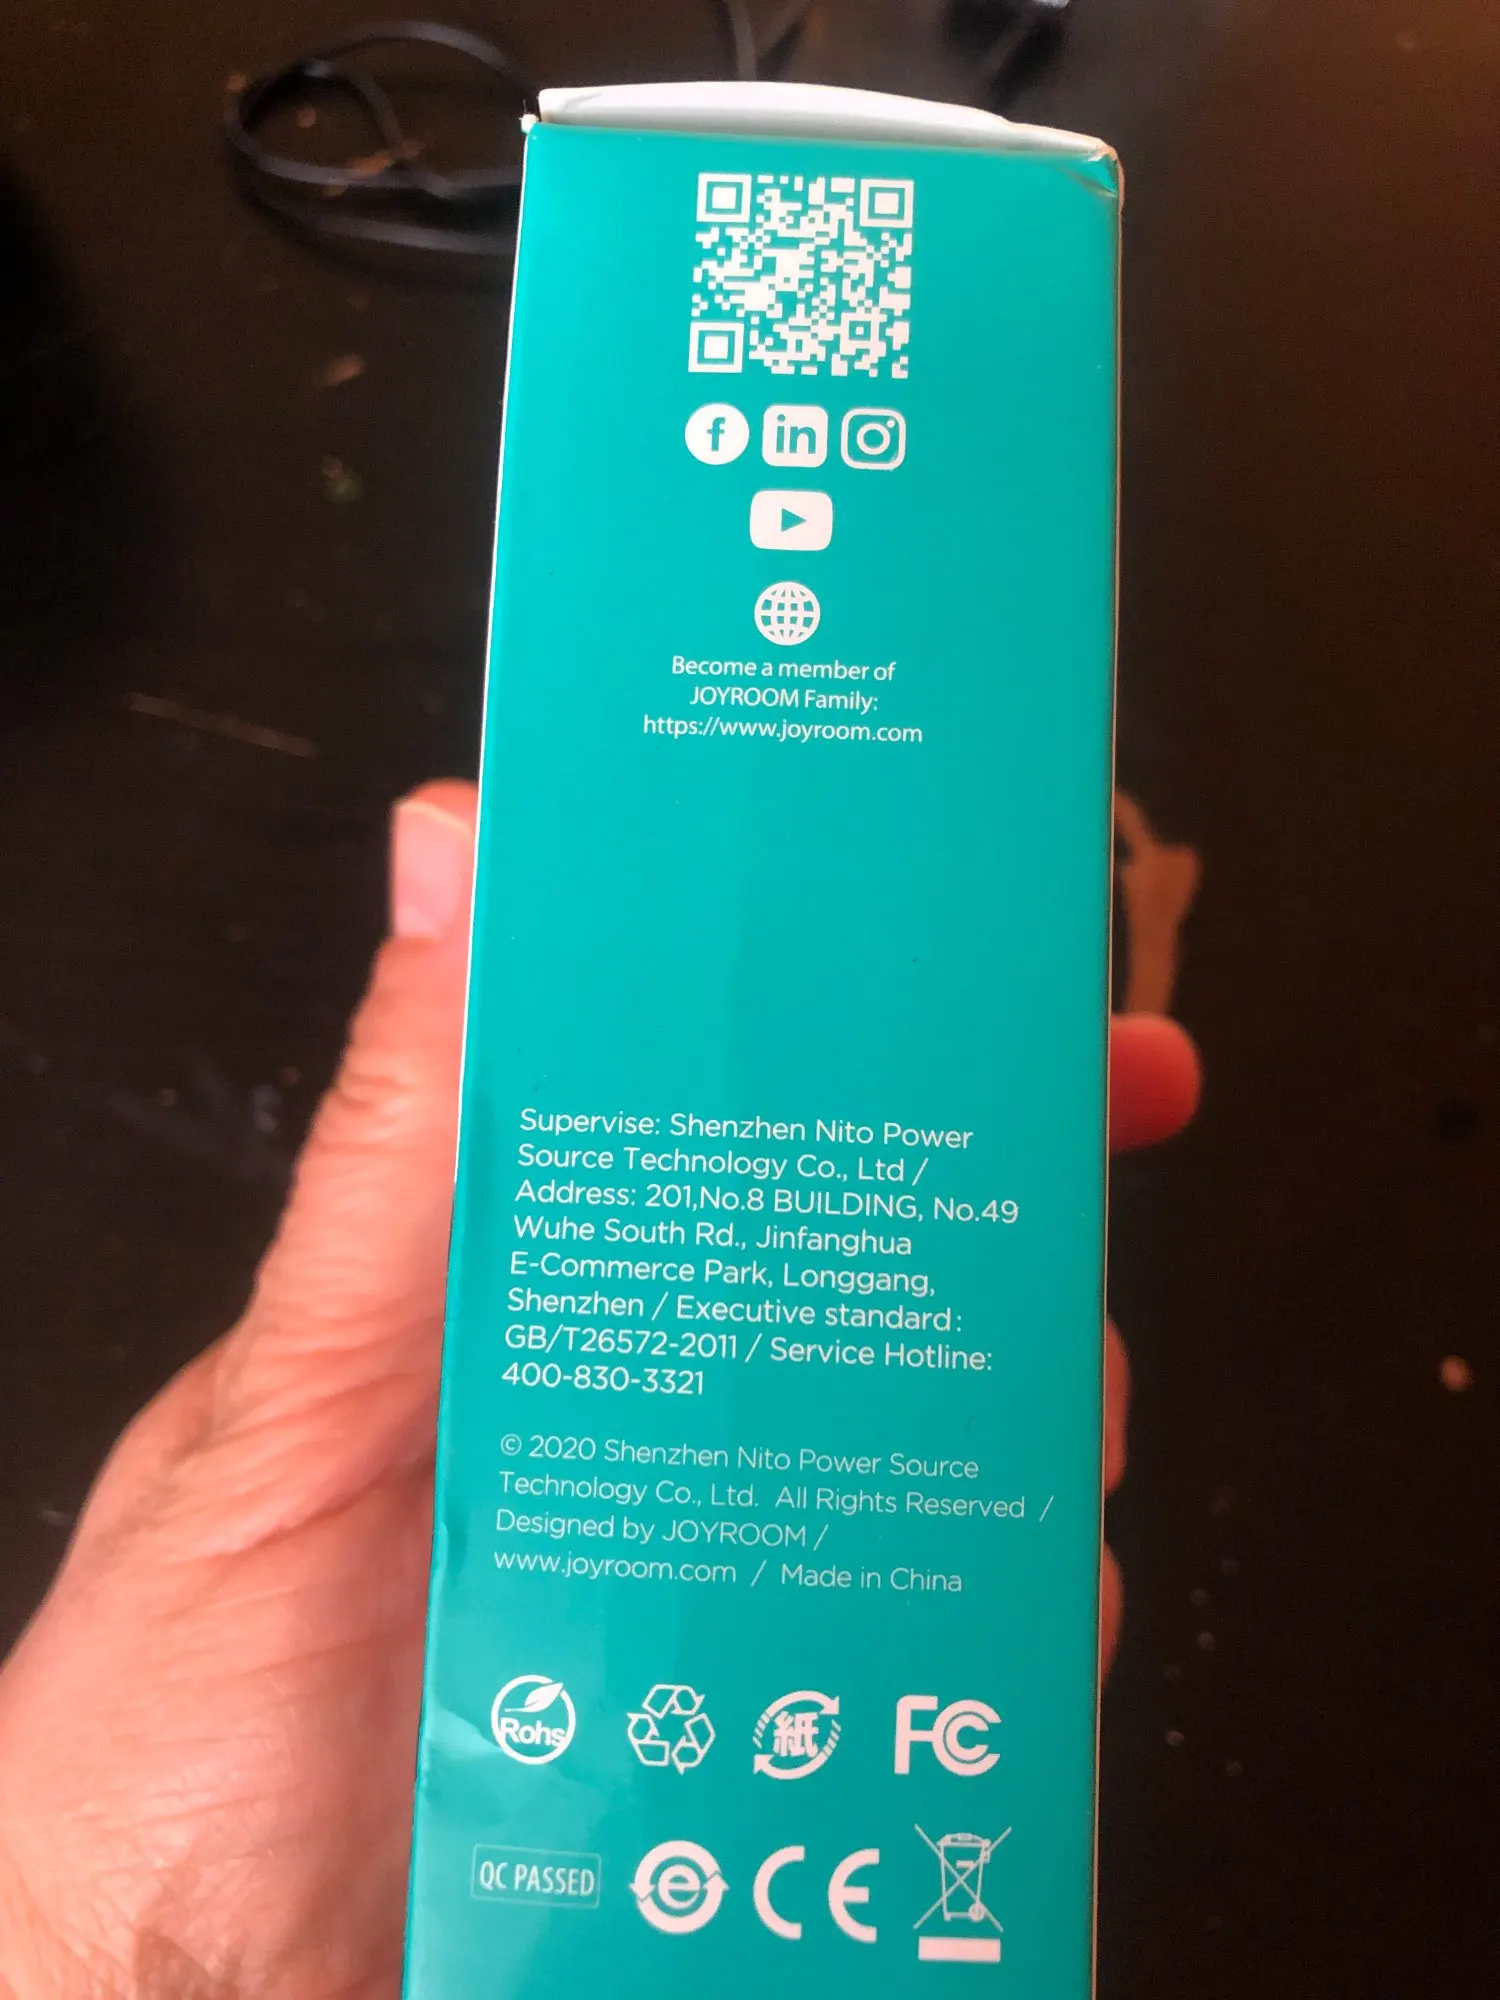 f in
Become a member of
JOYROOM Family:
https://www.joyroom.com
Supervise: Shenzhen Nito Power
Source Technology Co., Ltd /
Address: 201,No.8 BUILDING, No.49
Wuhe South Rd., Jinfanghua
E-Commerce Park, Longgang,
Shenzhen / Executive standard:
GB/T26572-2011 / Service Hotline:
400-830-3321
© 2020 Shenzhen Nito Power Source
Technology Co., Ltd. All Rights Reserved /
Designed by JOYROOM /
www.joyroom.com / Made in China
Rohs 紙 FC
QC PASSED e CE